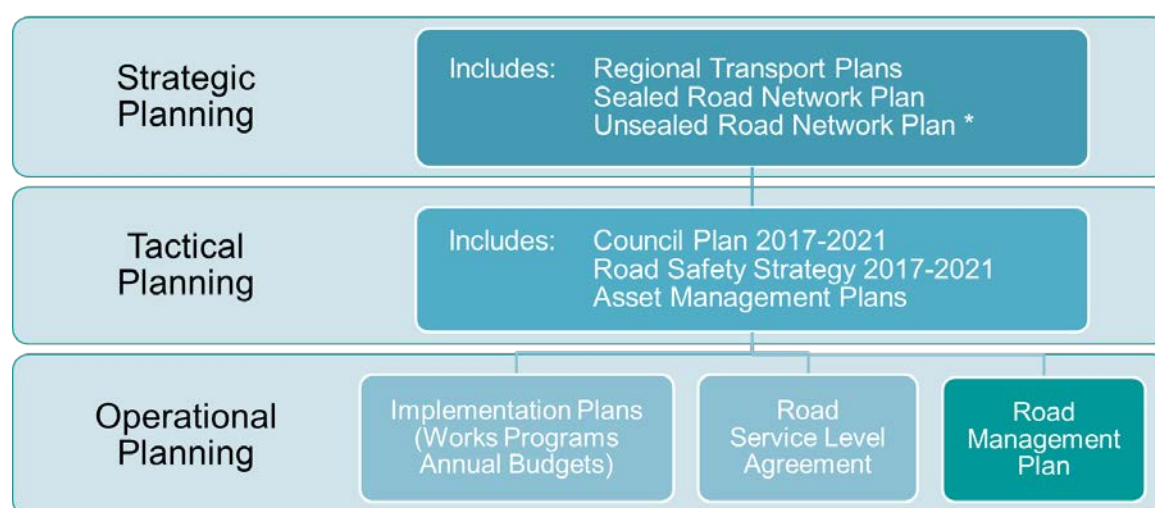 Strategic
Planning
Includes: Regional Transport Plans
Sealed Road Network Plan
Unsealed Road Network Plan *
Tactical
Planning
Includes: Council Plan 2017-2021
Road Safety Strategy 2017-2021
Asset Management Plans
Operational
Planning
Implementation Plans
(Works Programs
Annual Budgets)
Road
Service Level
Agreement
Road
Management
Plan